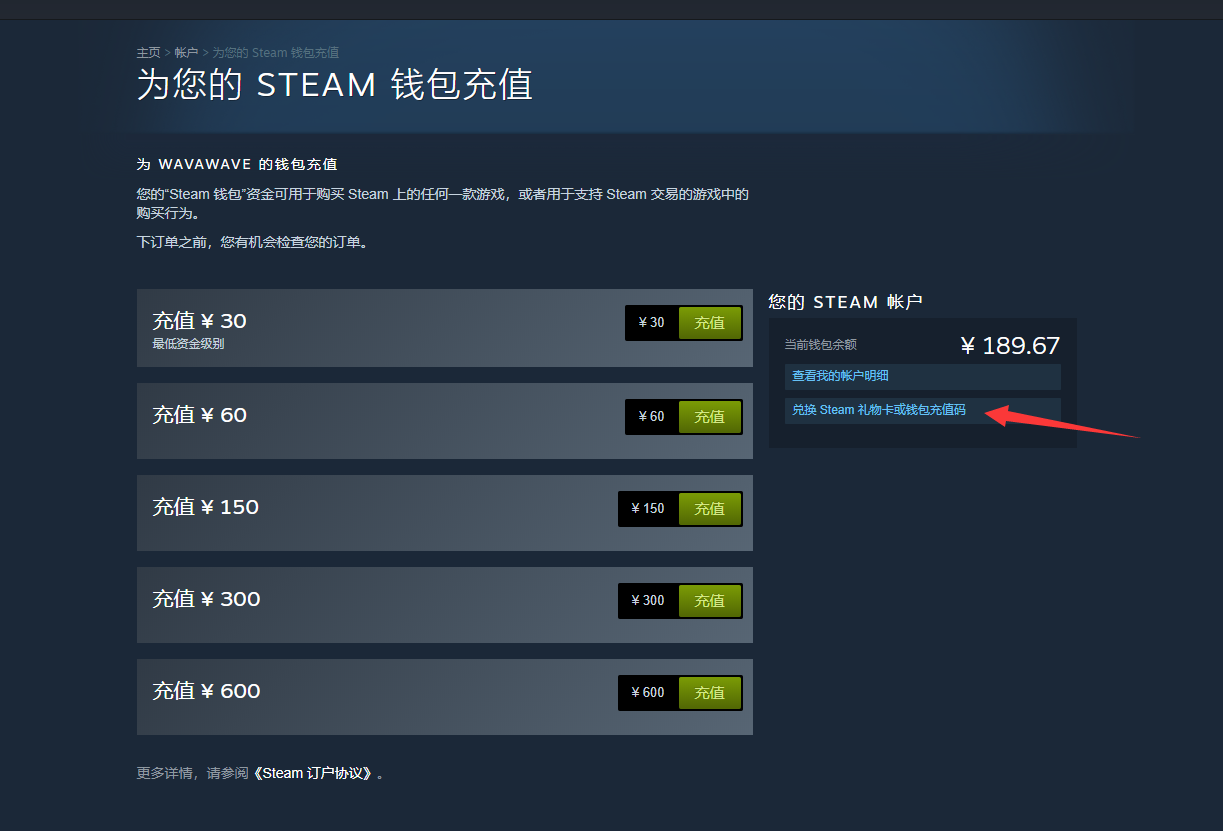 主页 > 帐户 > 为您的 Steam 钱包充值
为您的 STEAM 钱包充值
为 WAVAWAVE 的钱包充值
您的“Steam 钱包”资金可用于购买 Steam 上的任何一款游戏，或者用于支持 Steam 交易的游戏中的
购买行为。
下订单之前，您有机会检查您的订单。
充值 ¥ 30
最低资金级别
¥ 30 充值
充值 ¥ 60
¥ 60 充值
充值 ¥ 150
¥ 150 充值
充值 ¥ 300
¥ 300 充值
充值 ¥ 600
¥ 600 充值
您的 STEAM 帐户
当前钱包余额 ¥ 189.67
查看我的帐户明细
兑换 Steam 礼物卡或钱包充值码
更多详情，请参阅《Steam 订户协议》。